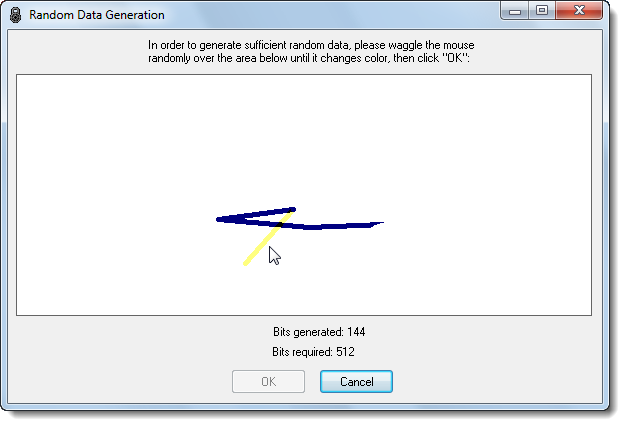 Random Data Generation
In order to generate sufficient random data, please waggle the mouse
randomly over the area below until it changes color, then click "OK":
Bits generated: 144
Bits required: 512
OK
Cancel